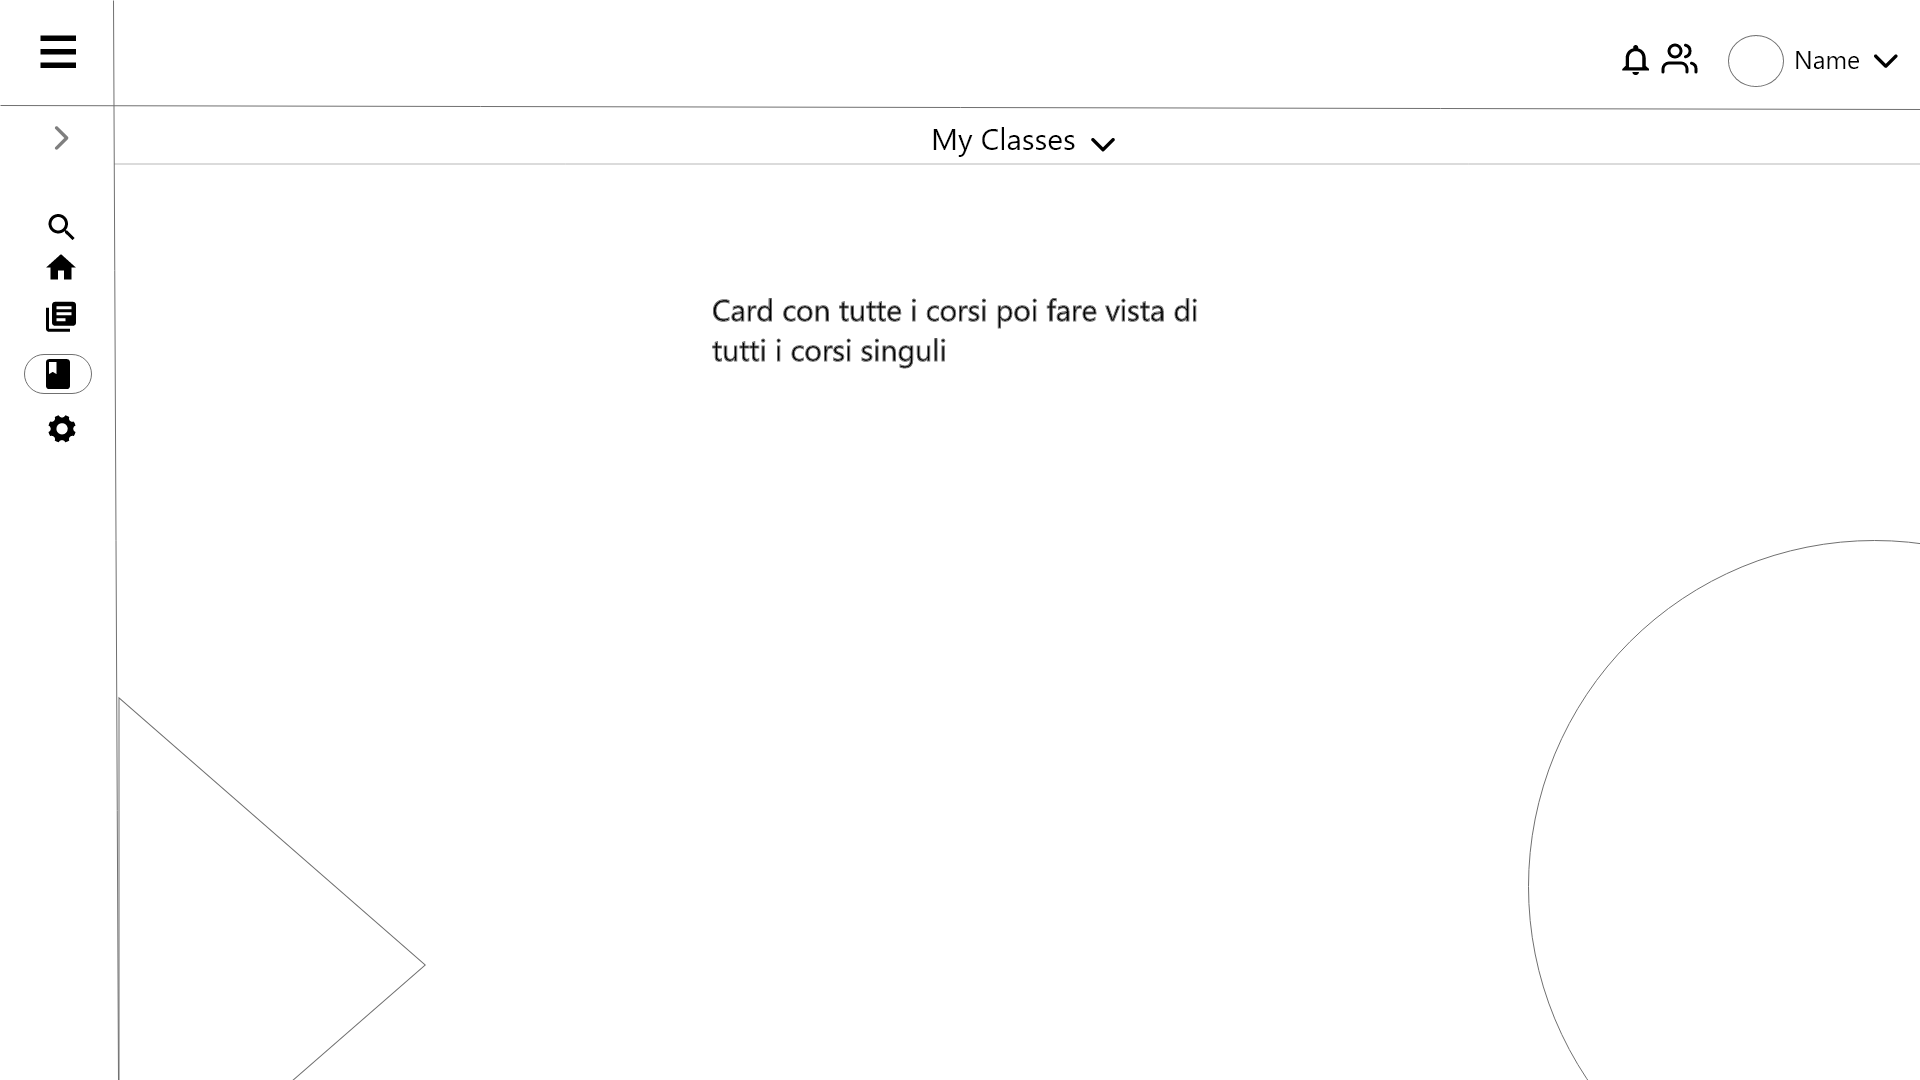 Name
My Classes
Card con tutte i corsi poi fare vista di
tutti i corsi singuli